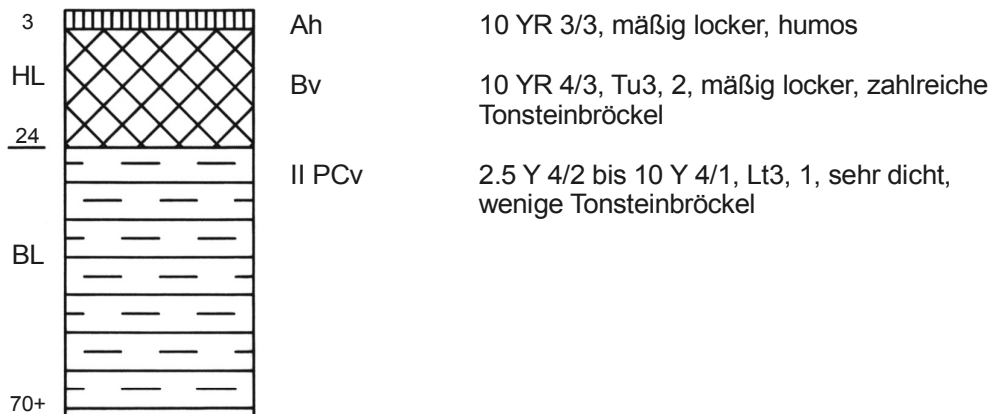 3 Ah 10 YR 3/3, mäßig locker, humos
HL Bv 10 YR 4/3, Tu3, 2, mäßig locker, zahlreiche
Tonsteinbröckel
24
II PCv 2.5 Y 4/2 bis 10 Y 4/1, Lt3, 1, sehr dicht,
wenige Tonsteinbröckel
BL
70+